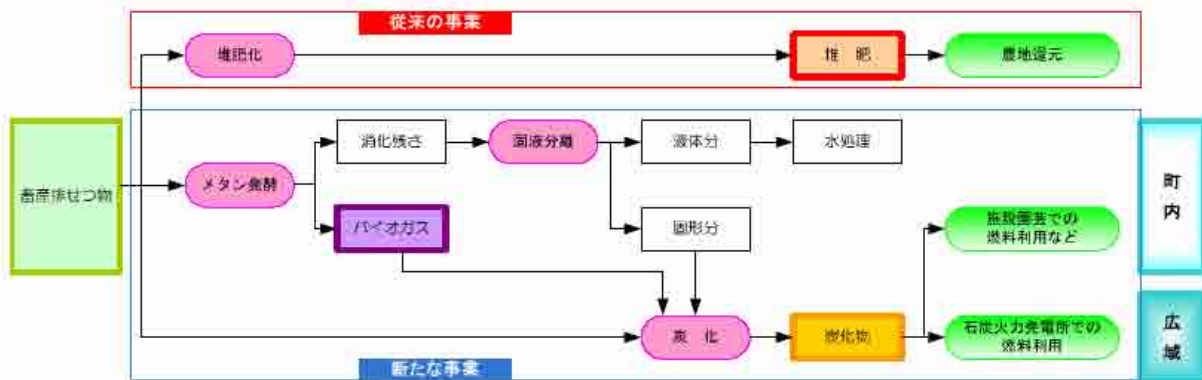 従来の事業
堆肥化
堆 肥
農地還元
畜産排せつ物
メタン発酵
消化残さ
固液分離
液体分
水処理
バイオガス
固形分
施設園芸での
燃料利用など
炭 化
炭化物
石炭火力発電所での
燃料利用
新たな事業
町内
広域